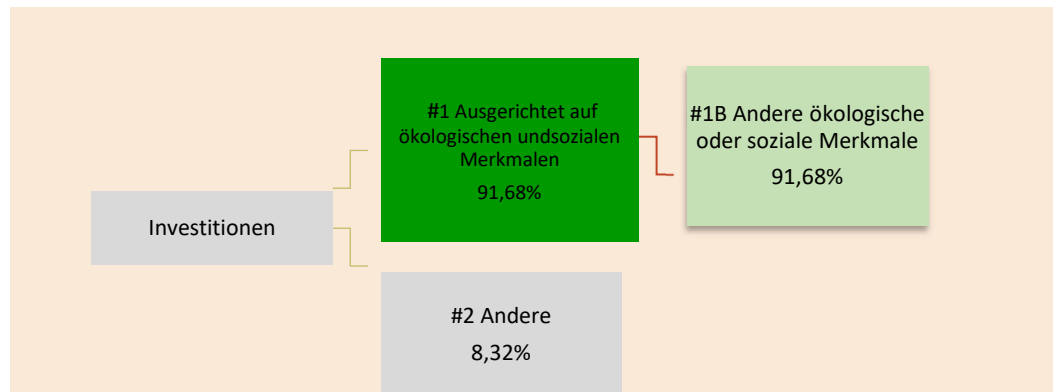 Investitionen
#1 Ausgerichtet auf
ökologischen undsozialen
Merkmalen
91,68%
#1B Andere ökologische
oder soziale Merkmale
91,68%
#2 Andere
8,32%